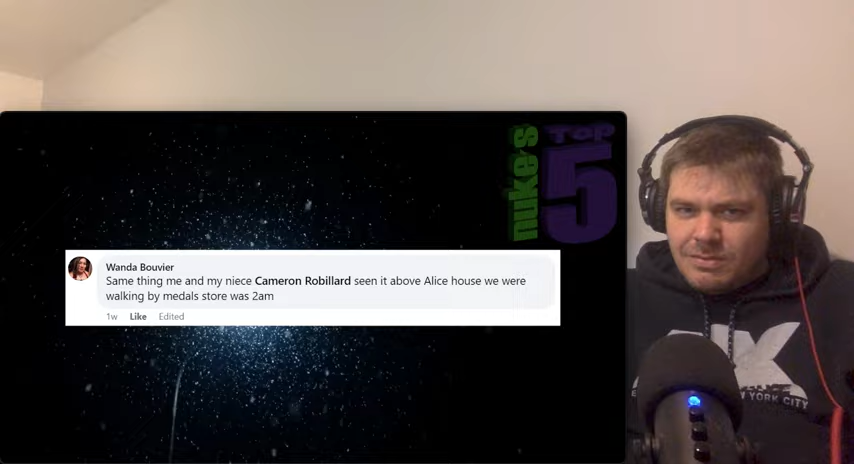 nuke's
Top
5
Wanda Bouvier
Same thing me and my niece Cameron Robillard seen it above Alice house we were
walking by medals store was 2am
1w Like Edited
YORK CITY